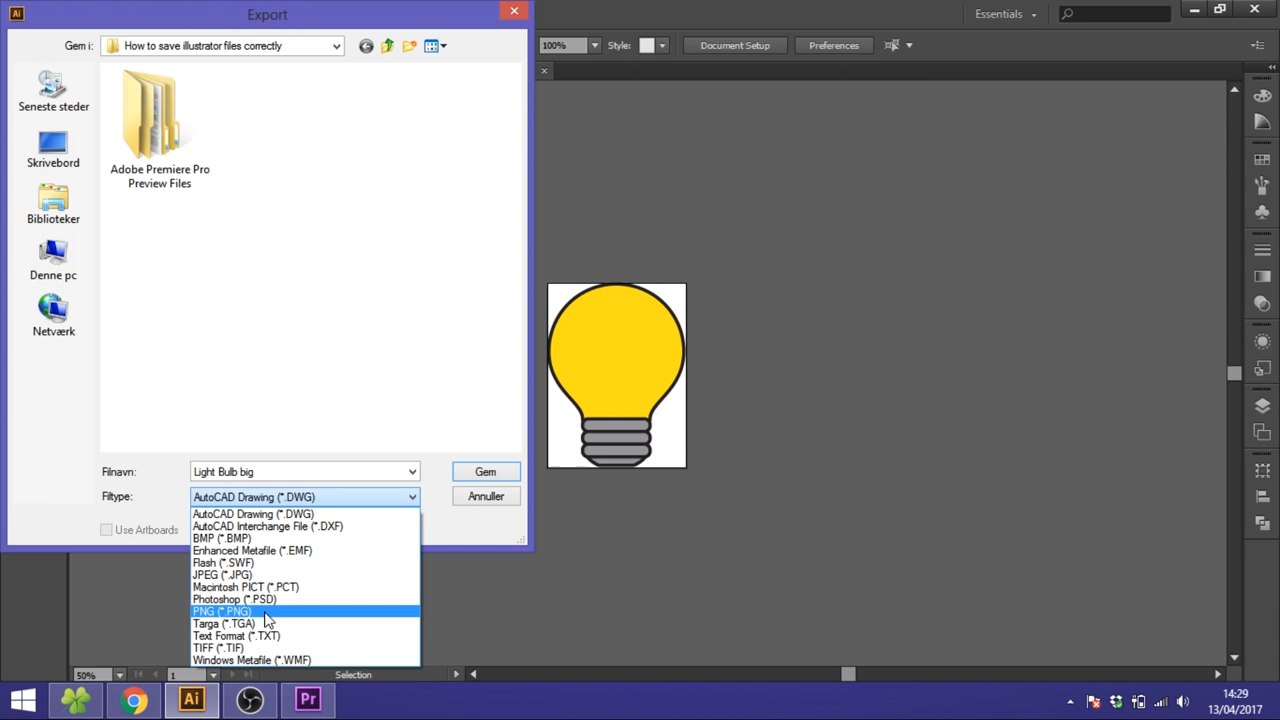 Ai
Export
Essentials
Gem i:
How to save illustrator files correctly
100%
Style:
Document Setup
Preferences
Seneste steder
Skrivebord
Biblioteker
Denne pc
Netværk
Adobe Premiere Pro
Preview Files
Filnavn:
Light Bulb big
Gem
Filtype:
AutoCAD Drawing (*.DWG)
Annuller
Use Artboards
AutoCAD Drawing (*.DWG)
AutoCAD Interchange File (*.DXF)
BMP (*.BMP)
Enhanced Metafile (*.EMF)
Flash (*.SWF)
JPEG (*.JPG)
Macintosh PICT (*.PCT)
Photoshop (*.PSD)
PNG (*.PNG)
Targa (*.TGA)
Text Format (*.TXT)
TIFF (*.TIF)
Windows Metafile (*.WMF)
50%
1
Selection
Ai
Pr
14:29
13/04/2017